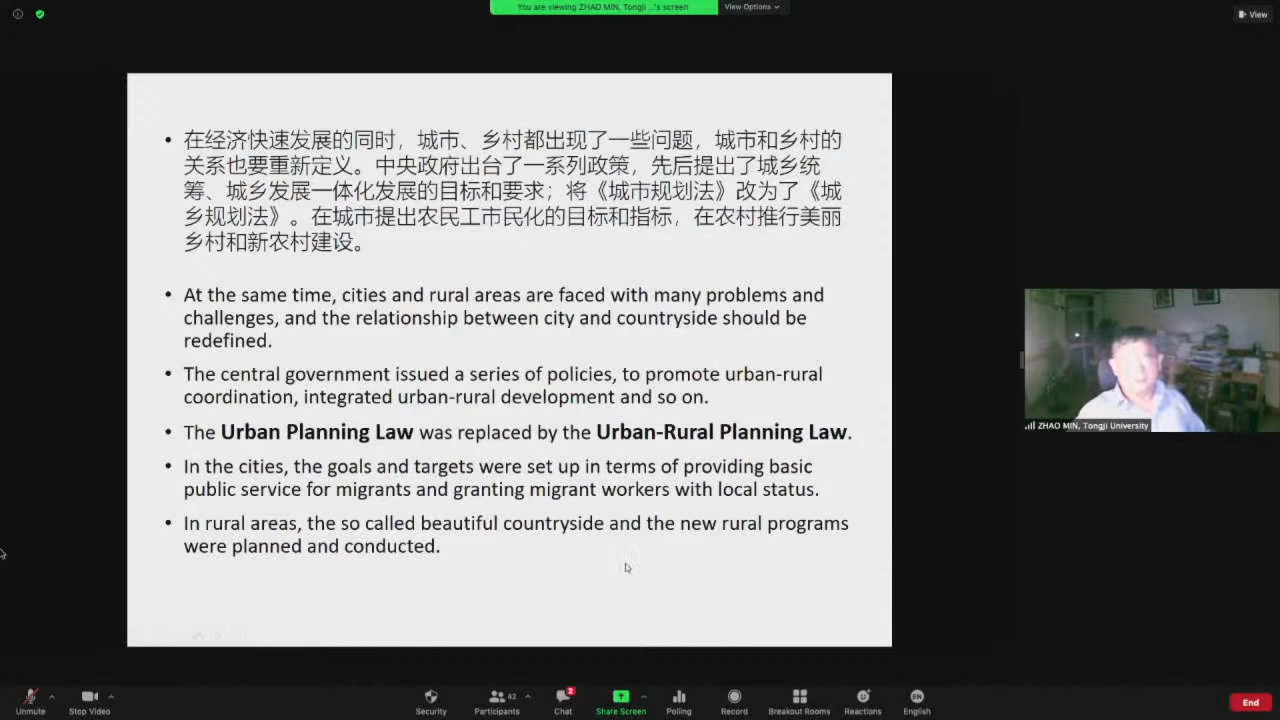 You are viewing ZHAO MIN, Tongji ...'s screen
View Options
View
• 在经济快速发展的同时，城市、乡村都出现了一些问题，城市和乡村的
关系也要重新定义。中央政府出台了一系列政策，先后提出了城乡统
筹、城乡发展一体化发展的目标和要求；将《城市规划法》改为了《城
乡规划法》。在城市提出农民工市民化的目标和指标，在农村推行美丽
乡村和新农村建设。
• At the same time, cities and rural areas are faced with many problems and
challenges, and the relationship between city and countryside should be
redefined.
• The central government issued a series of policies, to promote urban-rural
coordination, integrated urban-rural development and so on.
• The Urban Planning Law was replaced by the Urban-Rural Planning Law.
• In the cities, the goals and targets were set up in terms of providing basic
public service for migrants and granting migrant workers with local status.
• In rural areas, the so called beautiful countryside and the new rural programs
were planned and conducted.
ZHAO MIN, Tongji University
42
2
EN
Unmute
Stop Video
Security
Participants
Chat
Share Screen
Polling
Record
Breakout Rooms
Reactions
English
End